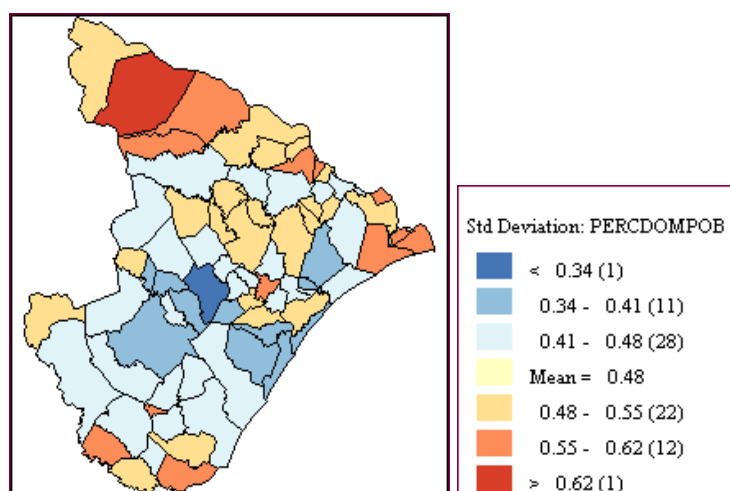 Std Deviation: PERCDOMPOB
< 0.34 (1)
0.34 - 0.41 (11)
0.41 - 0.48 (28)
Mean = 0.48
0.48 - 0.55 (22)
0.55 - 0.62 (12)
> 0.62 (1)